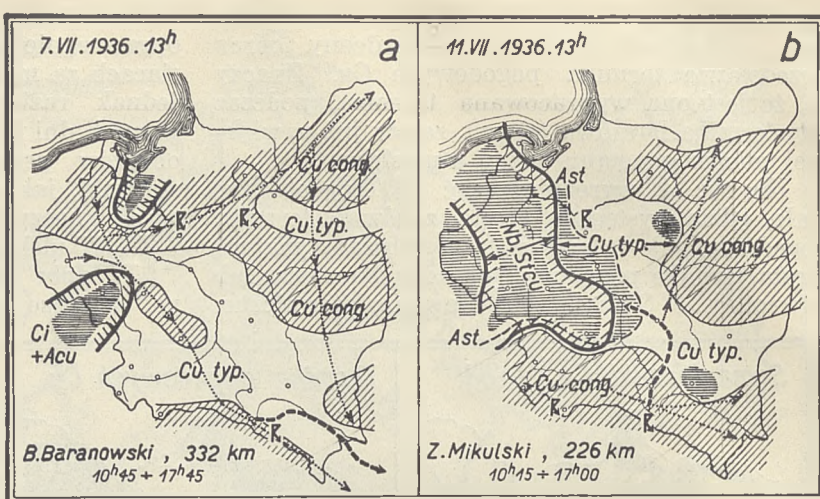 7.VII.1936.13h
a
Cu cong.
Cu typ.
Cu cong.
Ci
+Acu
Cu typ.
B.Baranowski, 332 km
10h45 ÷ 17h45
11.VII.1936.13h
b
Ast
Nb.Stcu
Cu typ.
Cu cong.
Ast
Cu typ.
Cu cong.
Z.Mikulski, 226 km
10h15 ÷ 17h00